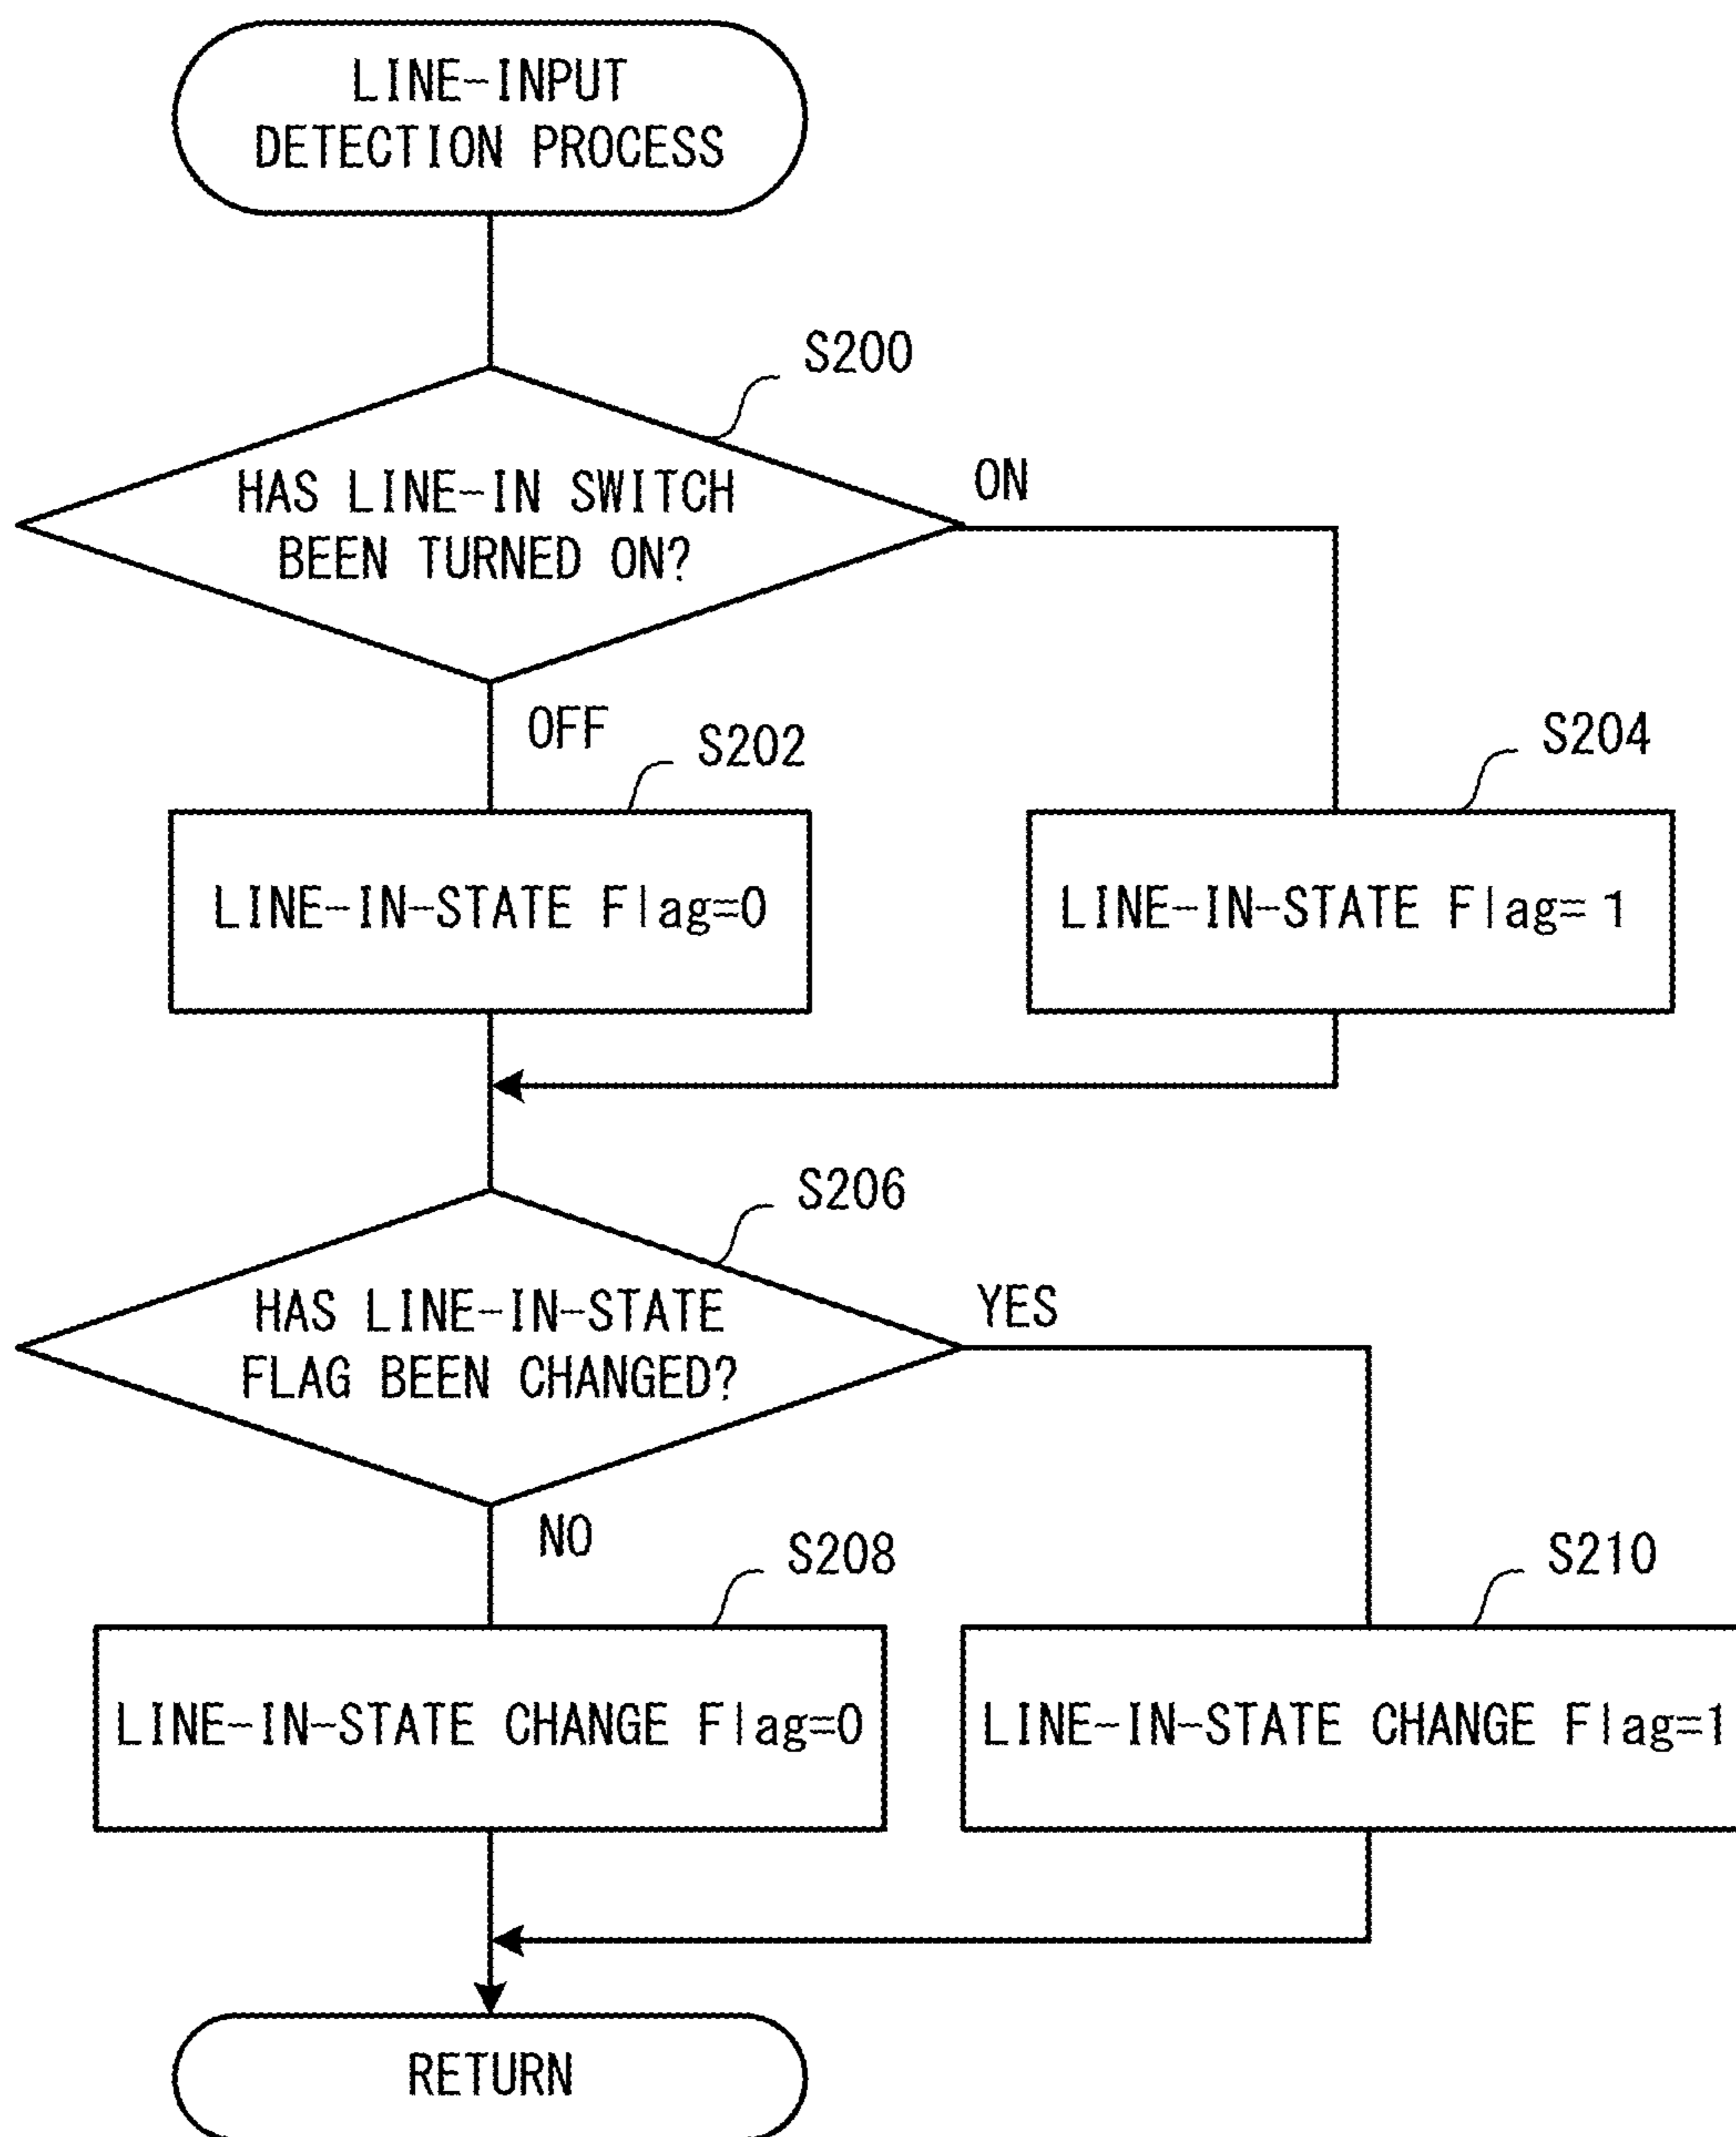 LINE-INPUT
DETECTION PROCESS
S200
HAS LINE-IN SWITCH
BEEN TURNED ON?
ON
OFF
S202
S204
LINE-IN-STATE Flag=0
LINE-IN-STATE Flag=1
S206
HAS LINE-IN-STATE
FLAG BEEN CHANGED?
YES
NO
S208
S210
LINE-IN-STATE CHANGE Flag=0
LINE-IN-STATE CHANGE Flag=1
RETURN